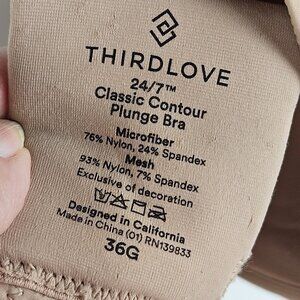 THIRDLOVE
24/7™
Classic Contour
Plunge Bra
Microfiber
76% Nylon, 24% Spandex
Mesh
93% Nylon, 7% Spandex
Exclusive of decoration
Designed in California
Made in China (01) RN139833
36G